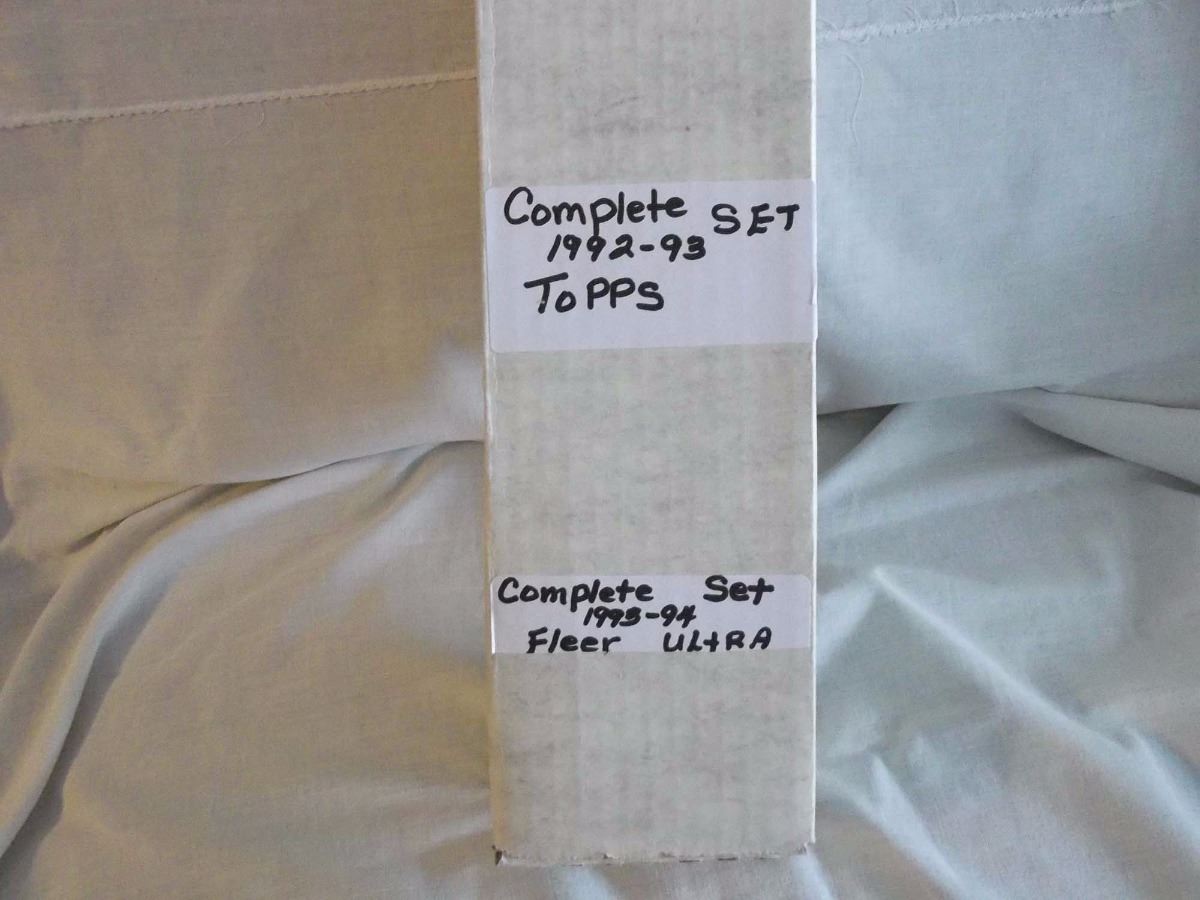 Complete SET
1992-93
Topps
Complete Set
1993-94
Fleer ULtRA